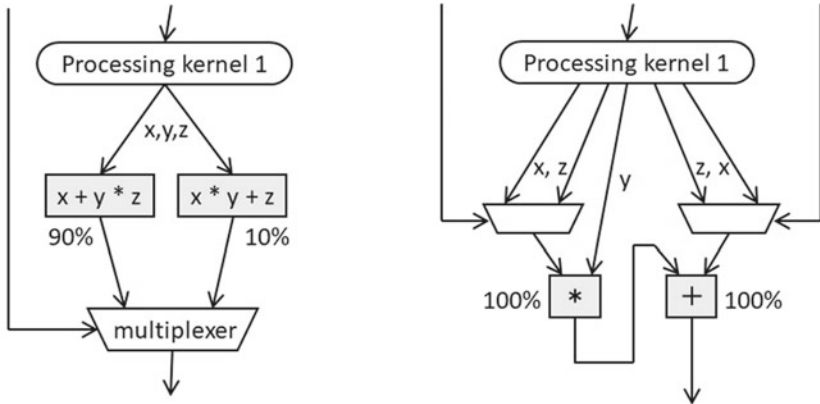 Processing kernel 1
x,y,z
x + y * z
x * y + z
90%
10%
multiplexer
Processing kernel 1
x, z
y
z, x
100%
*
+
100%